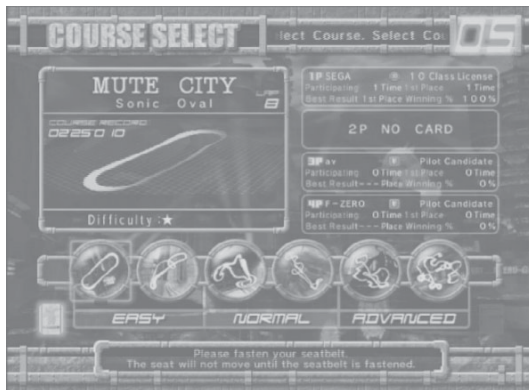 COURSE SELECT
lect Course. Select Cou
05
MUTE CITY
Sonic Oval
LAP 8
COURSE RECORD
02'25"0 10
Difficulty :★
1P SEGA 10 Class License
Participating 1 Time 1st Place 1 Time
Best Result 1st Place Winning % 100%
2P NO CARD
3P av Pilot Candidate
Participating 0 Time 1st Place 0 Time
Best Result --- Place Winning % 0%
4P F-ZERO Pilot Candidate
Participating 0 Time 1st Place 0 Time
Best Result --- Place Winning % 0%
EASY
NORMAL
ADVANCED
Please fasten your seatbelt.
The seat will not move until the seatbelt is fastened.